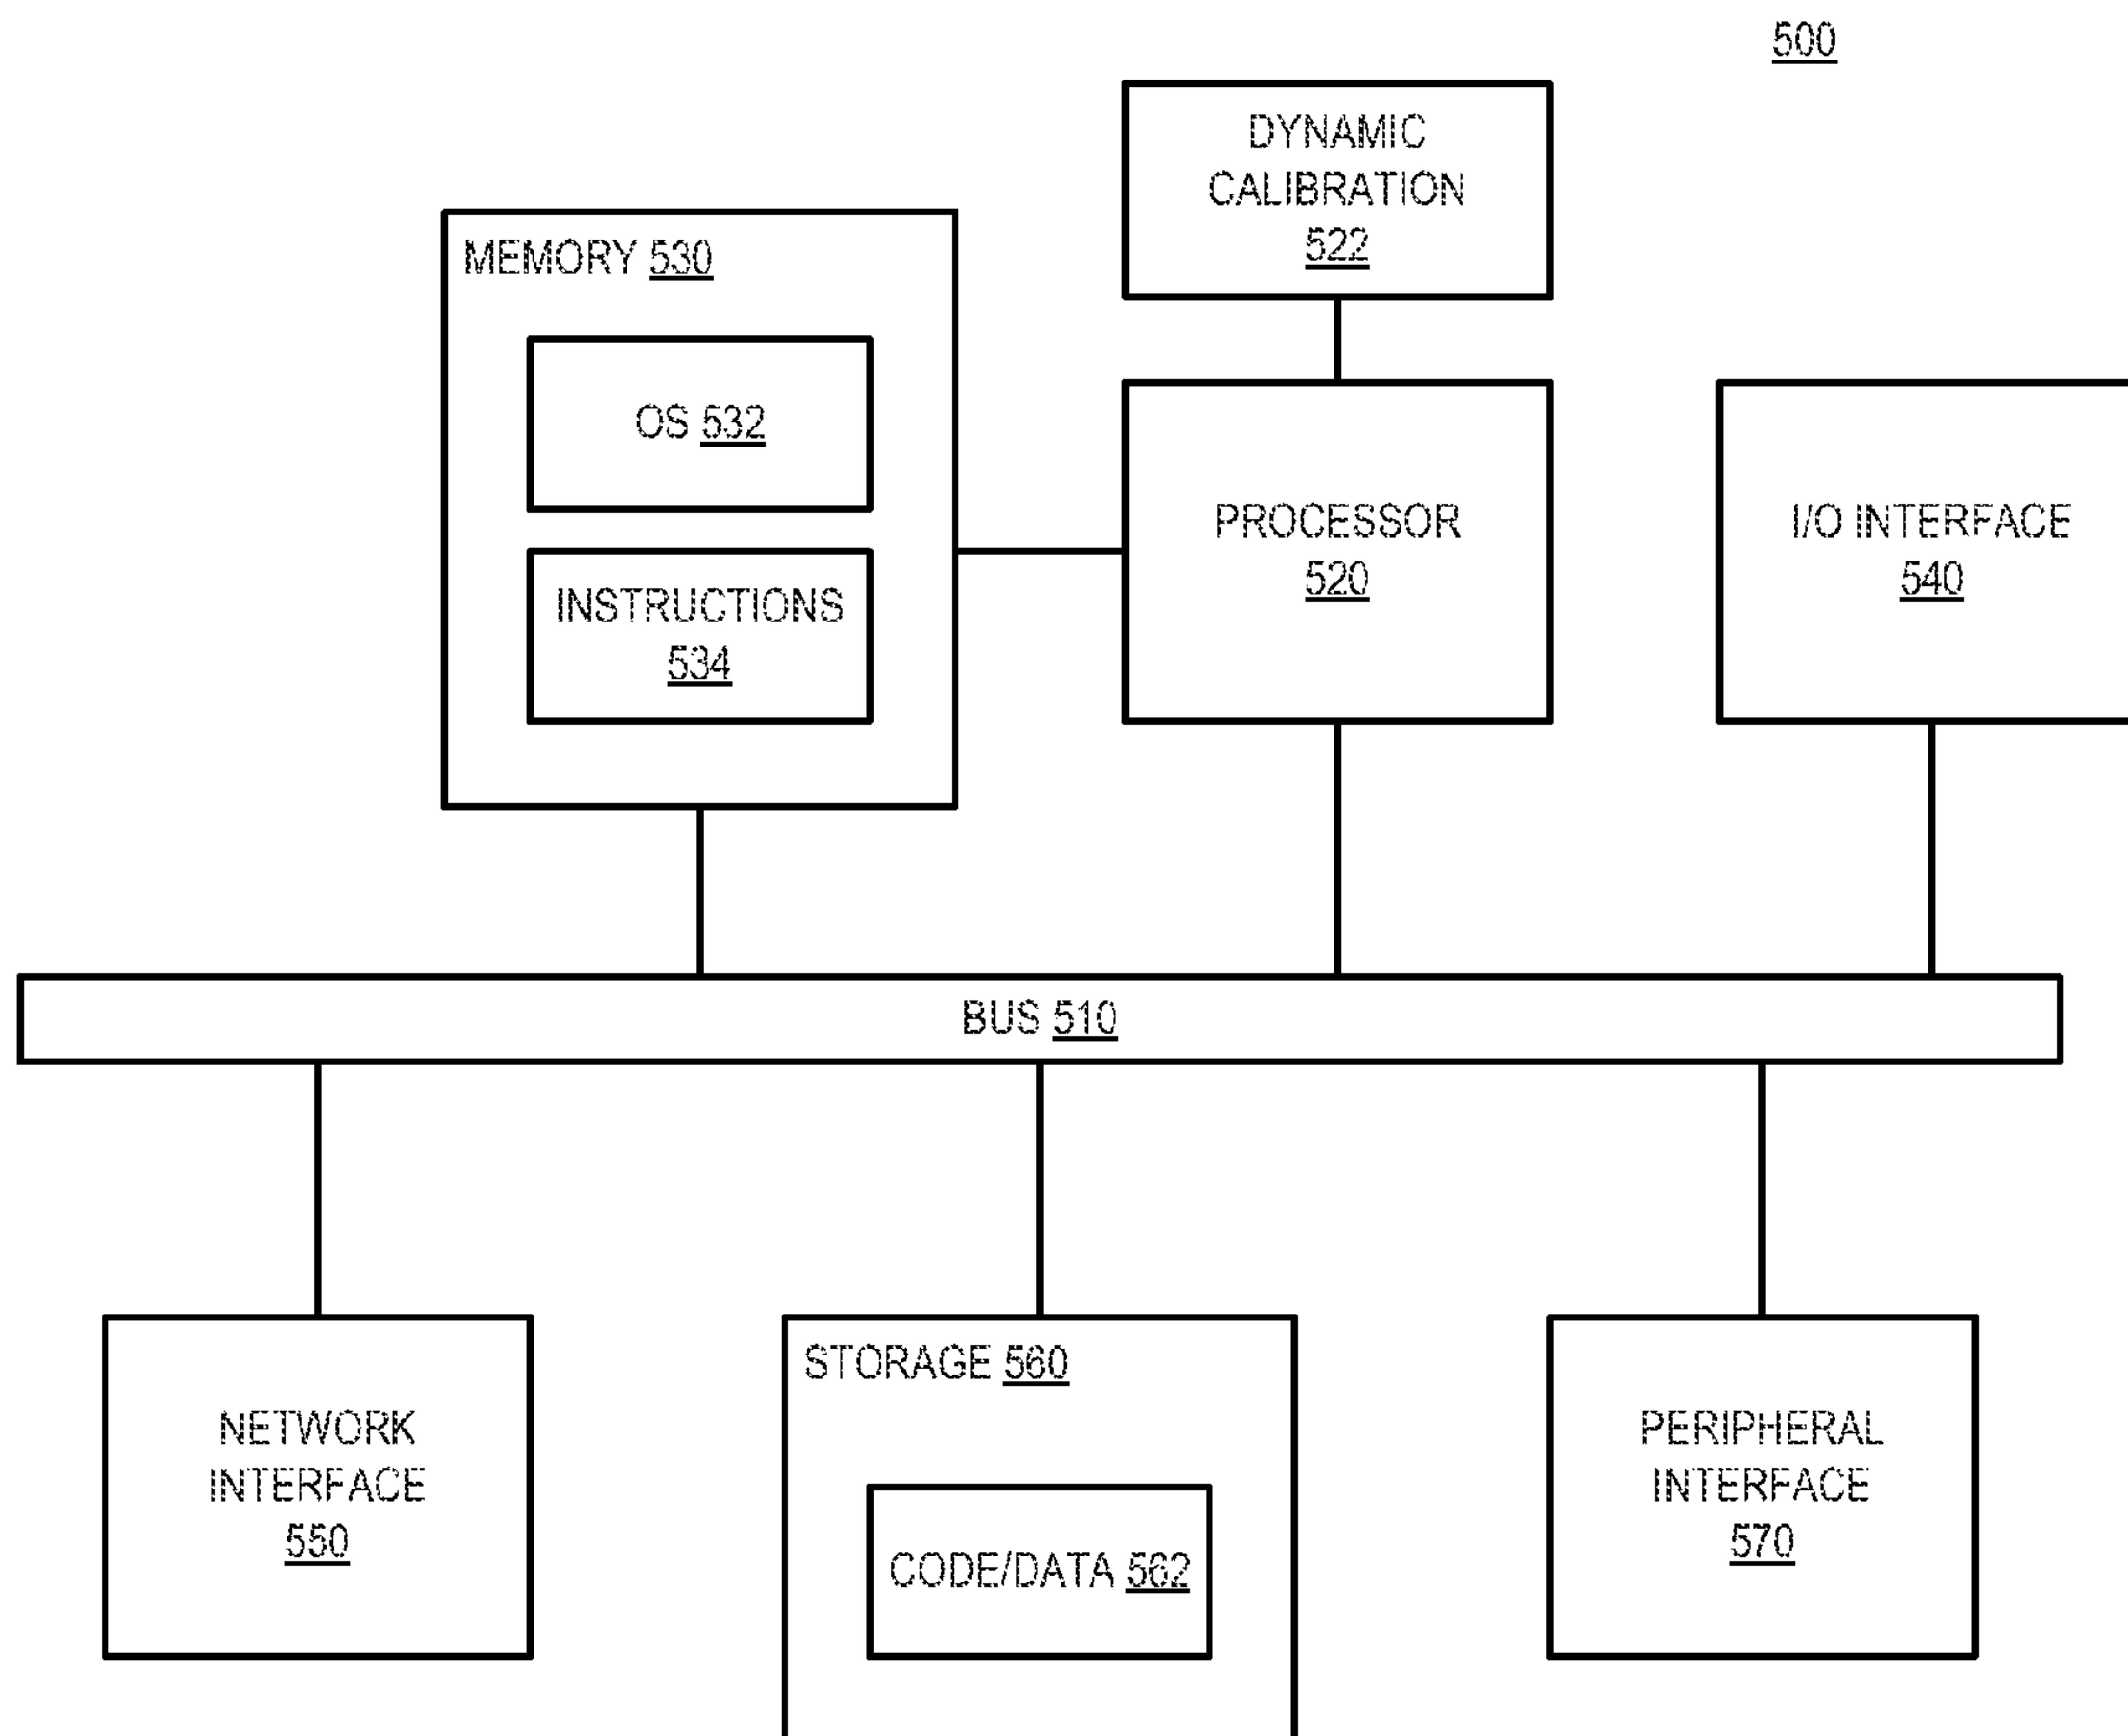 500
DYNAMIC
CALIBRATION
522
MEMORY 530
OS 532
INSTRUCTIONS
534
PROCESSOR
520
I/O INTERFACE
540
BUS 510
NETWORK
INTERFACE
550
STORAGE 560
CODE/DATA 562
PERIPHERAL
INTERFACE
570